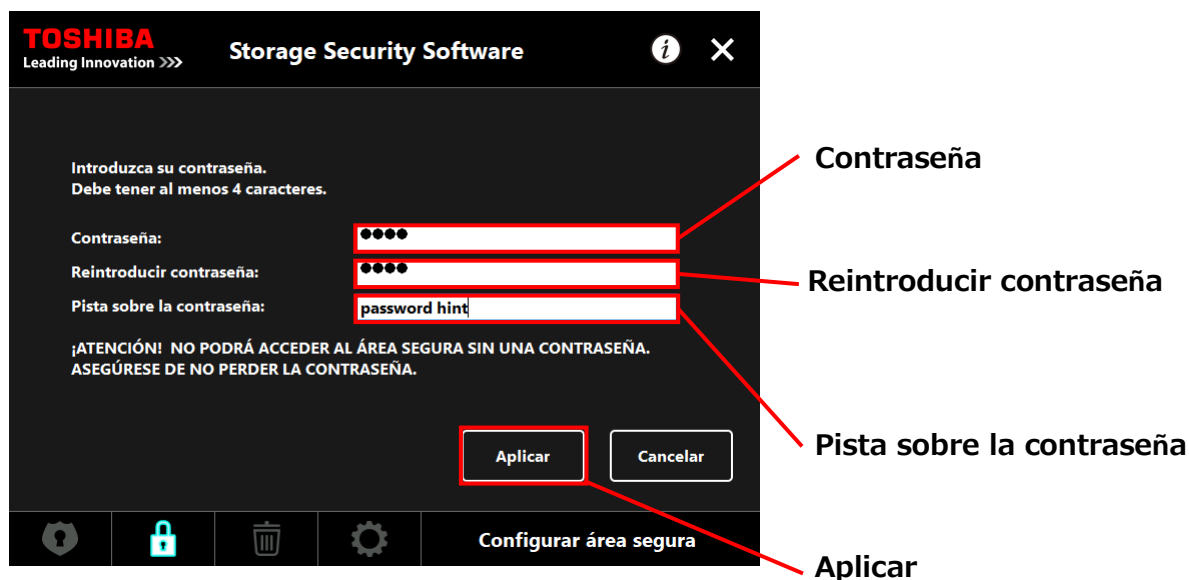 TOSHIBA
Leading Innovation >>>
Storage Security Software
i
Introduzca su contraseña.
Debe tener al menos 4 caracteres.
Contraseña:
●●●●
Reintroducir contraseña:
●●●●
Pista sobre la contraseña:
password hint
¡ATENCIÓN! NO PODRÁ ACCEDER AL ÁREA SEGURA SIN UNA CONTRASEÑA.
ASEGÚRESE DE NO PERDER LA CONTRASEÑA.
Aplicar
Cancelar
Configurar área segura
Contraseña
Reintroducir contraseña
Pista sobre la contraseña
Aplicar